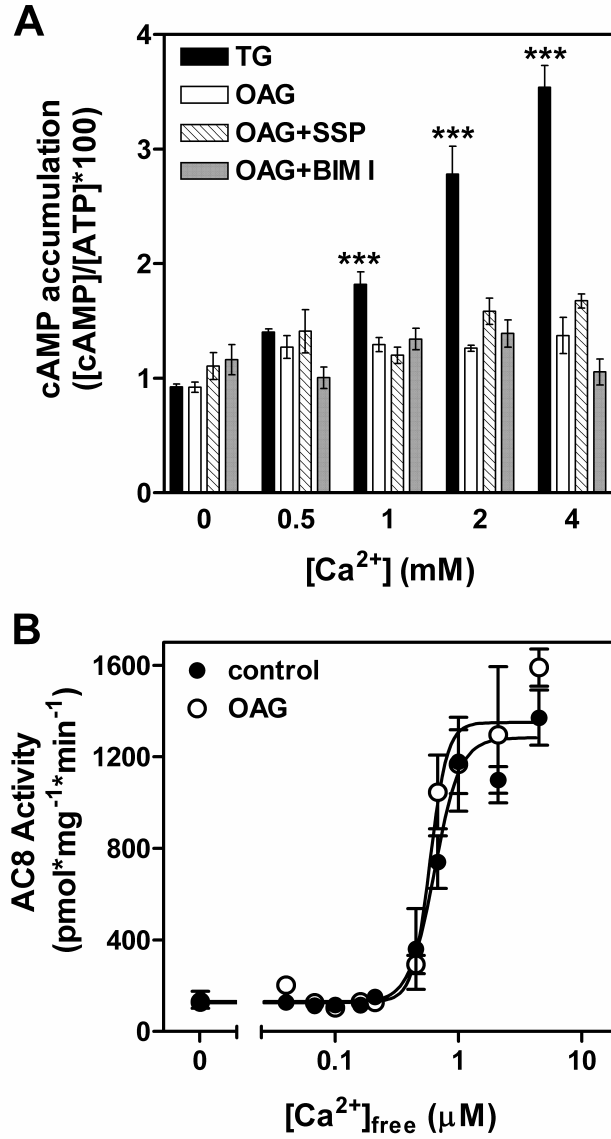 A
cAMP accumulation
([cAMP]/[ATP]*100)
4
3
2
1
0
TG
OAG
OAG+SSP
OAG+BIM I
***
***
***
0 0.5 1 2 4
[Ca²⁺] (mM)
B
AC8 Activity
(pmol*mg⁻¹*min⁻¹)
1600
1200
800
400
0
control
OAG
0 0.1 1 10
[Ca²⁺]free (μM)